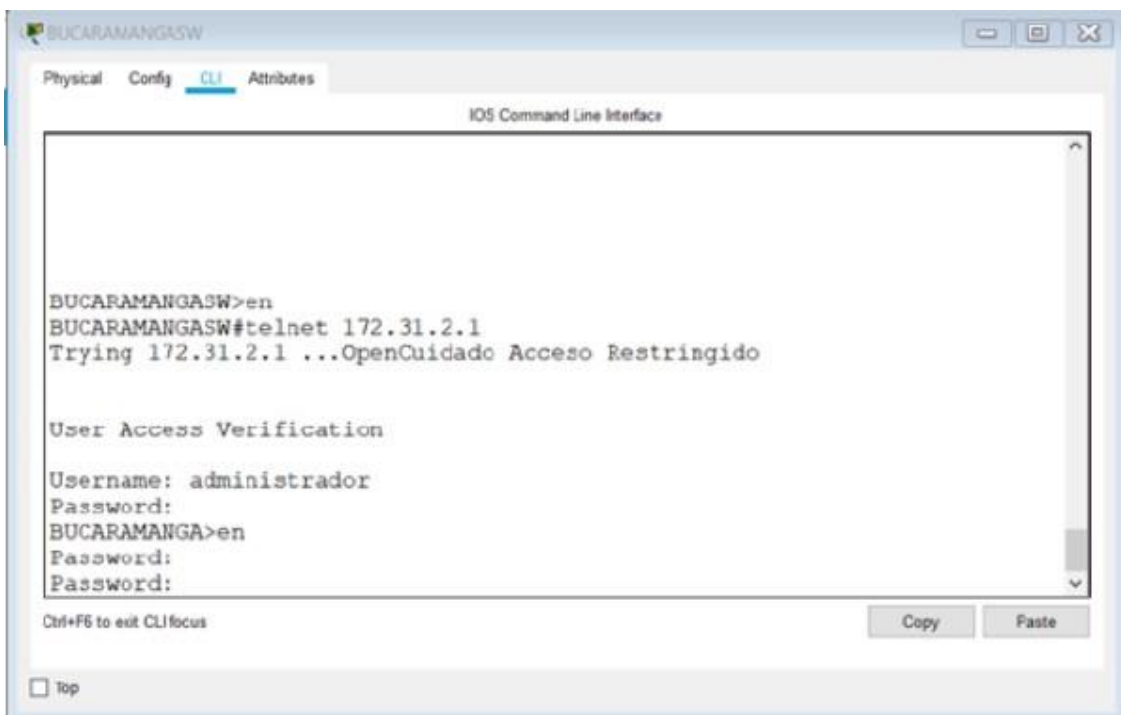 BUCARAMANGASW
Physical Config CLI Attributes
IOS Command Line Interface
BUCARAMANGASW>en
BUCARAMANGASW#telnet 172.31.2.1
Trying 172.31.2.1 ...OpenCuidado Acceso Restringido
User Access Verification
Username: administrador
Password:
BUCARAMANGA>en
Password:
Password:
Ctrl+F6 to exit CLI focus
Copy Paste
Top